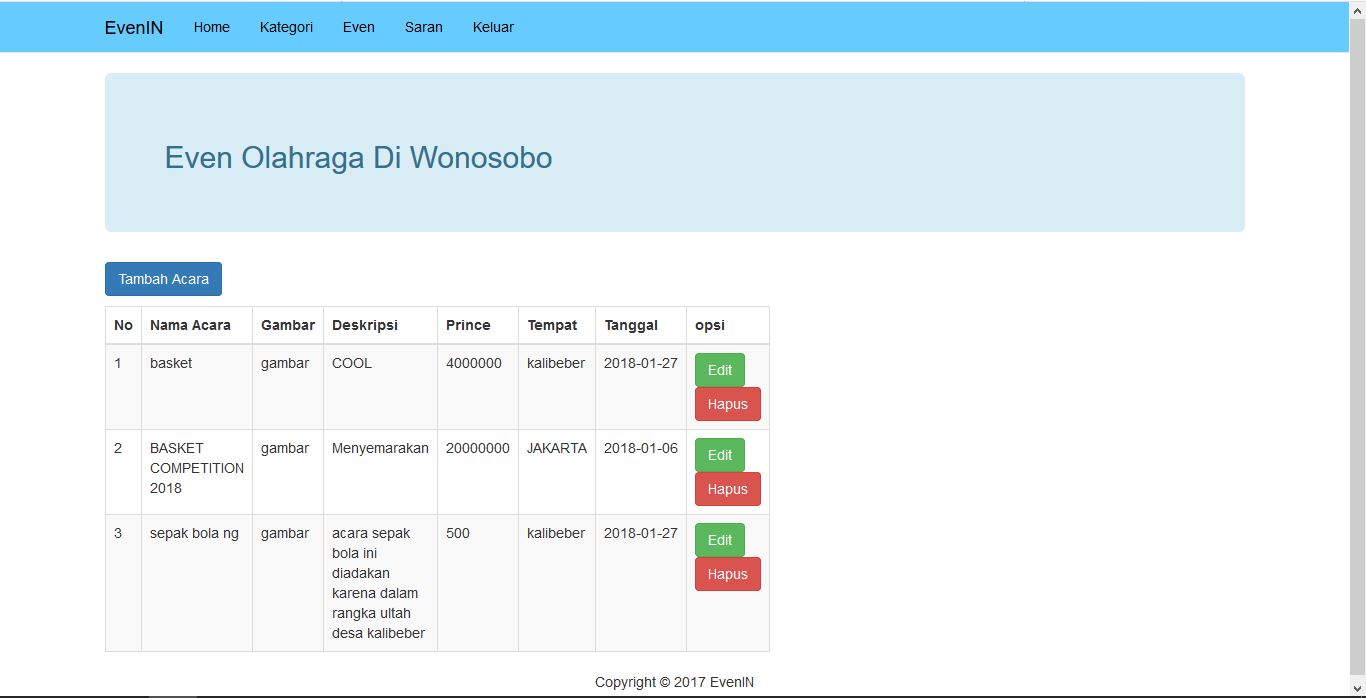 EvenIN Home Kategori Even Saran Keluar
Even Olahraga Di Wonosobo
Tambah Acara
No Nama Acara Gambar Deskripsi Prince Tempat Tanggal opsi
1 basket gambar COOL 4000000 kalibeber 2018-01-27 Edit
Hapus
2 BASKET gambar Menyemarakan 20000000 JAKARTA 2018-01-06 Edit
COMPETITION
2018 Hapus
3 sepak bola ng gambar acara sepak 500 kalibeber 2018-01-27 Edit
bola ini
diadakan Hapus
karena dalam
rangka ultah
desa kalibeber
Copyright © 2017 EvenIN